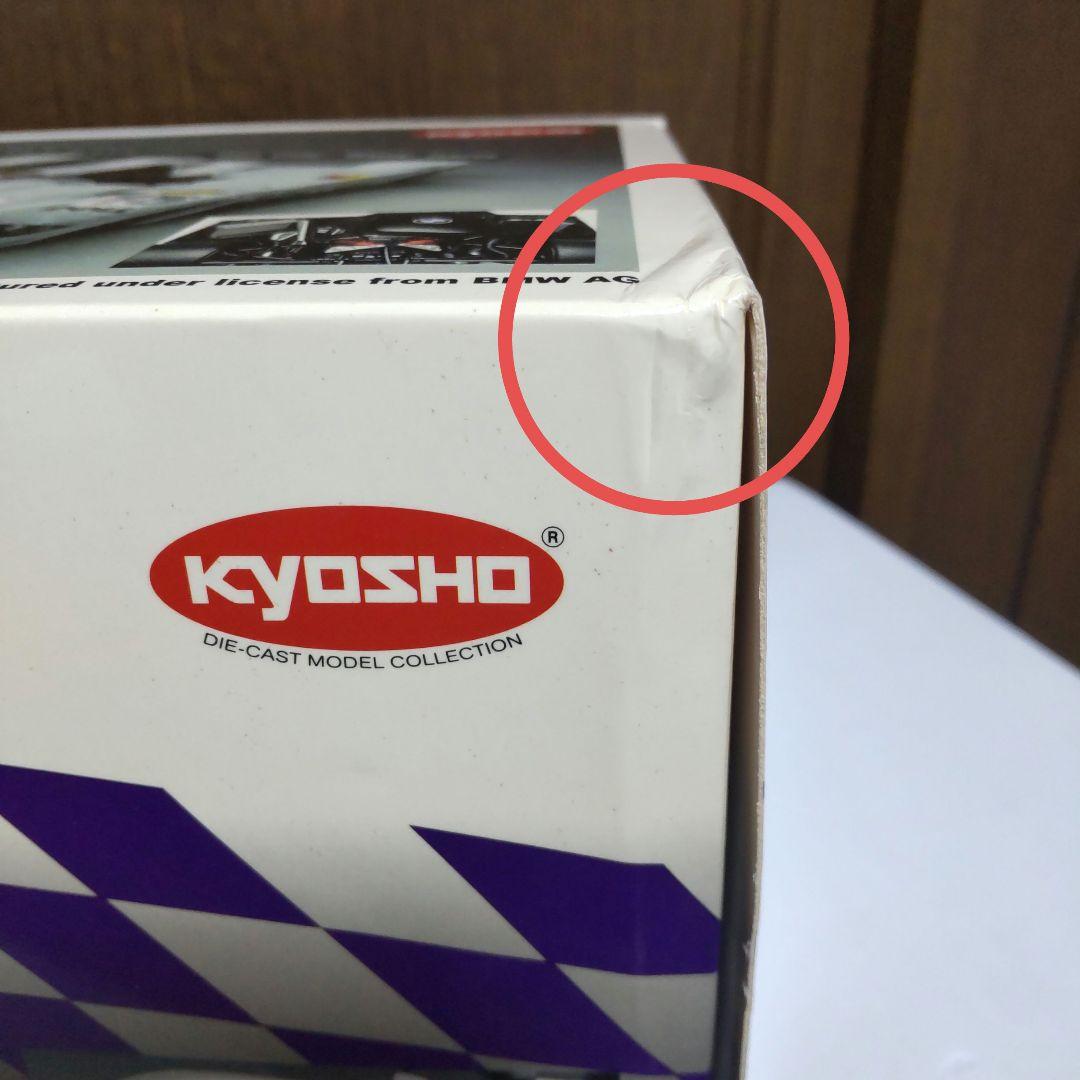 ured under license from BMW AG
KYOSHO ®
DIE-CAST MODEL COLLECTION